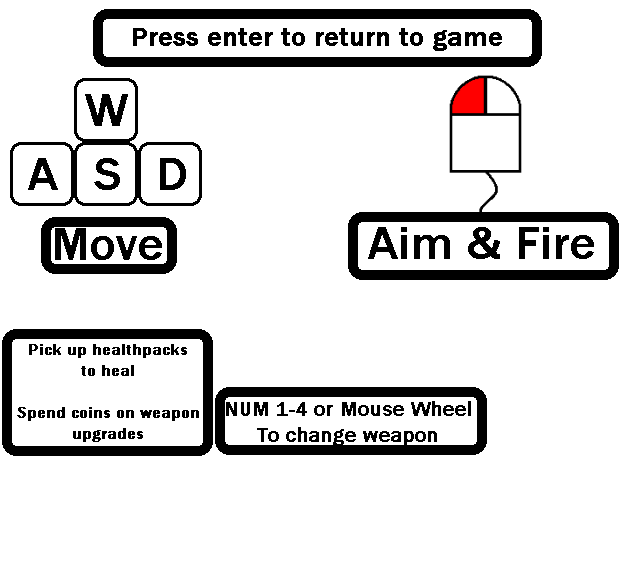 Press enter to return to game
W
A S D
Move
Aim & Fire
Pick up healthpacks
to heal
Spend coins on weapon
upgrades
NUM 1-4 or Mouse Wheel
To change weapon